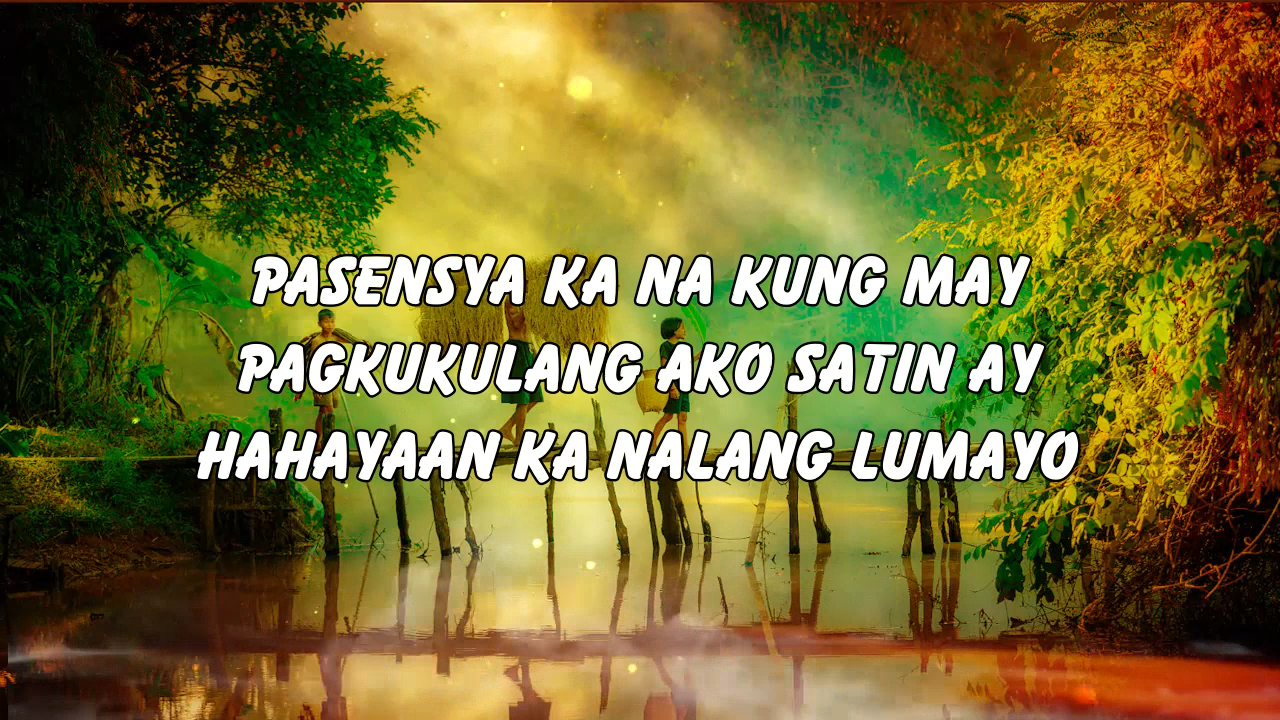 PASENSYA KA NA KUNG MAY
PAGKUKULANG AKO SATIN AY
HAHAYAAN KA NALANG LUMAYO